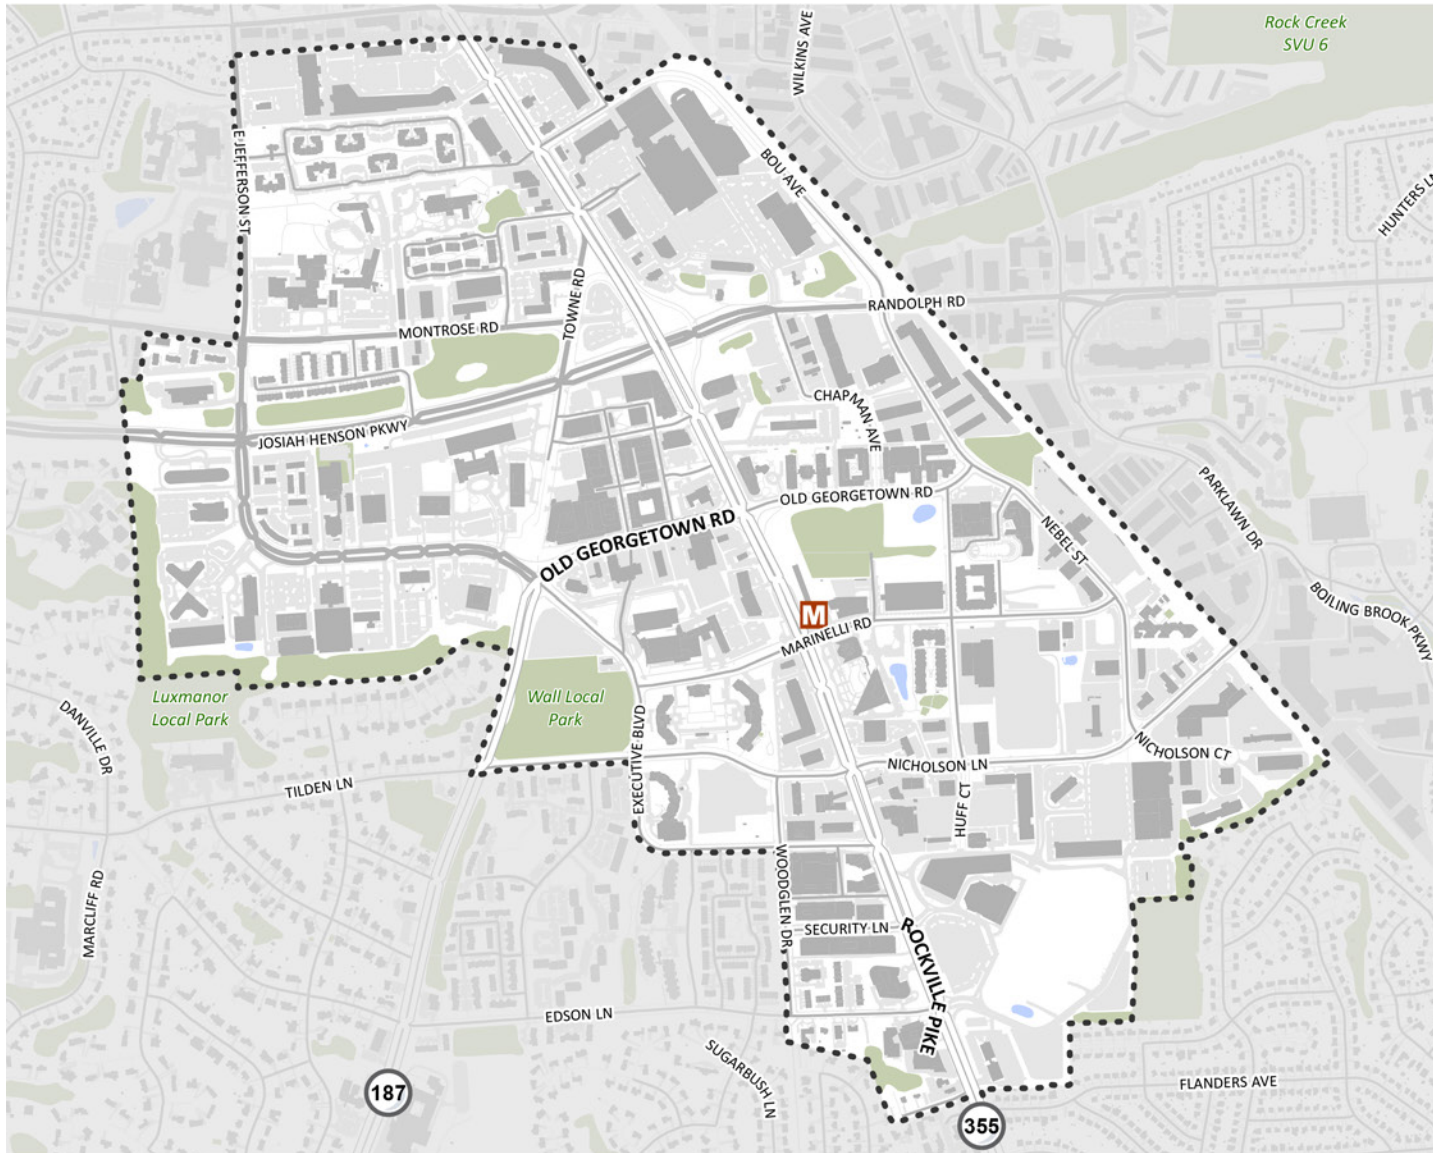 Rock Creek
SVU 6
WILKINS AVE
E JEFFERSON ST
BOU AVE
HUNTERS LN
TOWNE RD
RANDOLPH RD
MONTROSE RD
CHAPMAN AVE
JOSIAH HENSON PKWY
OLD GEORGETOWN RD
PARKLAWN DR
OLD GEORGETOWN RD
NEBEL ST
BOILING BROOK PKWY
M
MARINELLI RD
Luxmanor
Local Park
Wall Local
Park
DANVILLE DR
EXECUTIVE BLVD
NICHOLSON CT
NICHOLSON LN
TILDEN LN
HUFF CT
WOODGLEN DR
MARCLIFF RD
SECURITY LN
ROCKVILLE PIKE
EDSON LN
SUGARBUSH LN
FLANDERS AVE
187
355